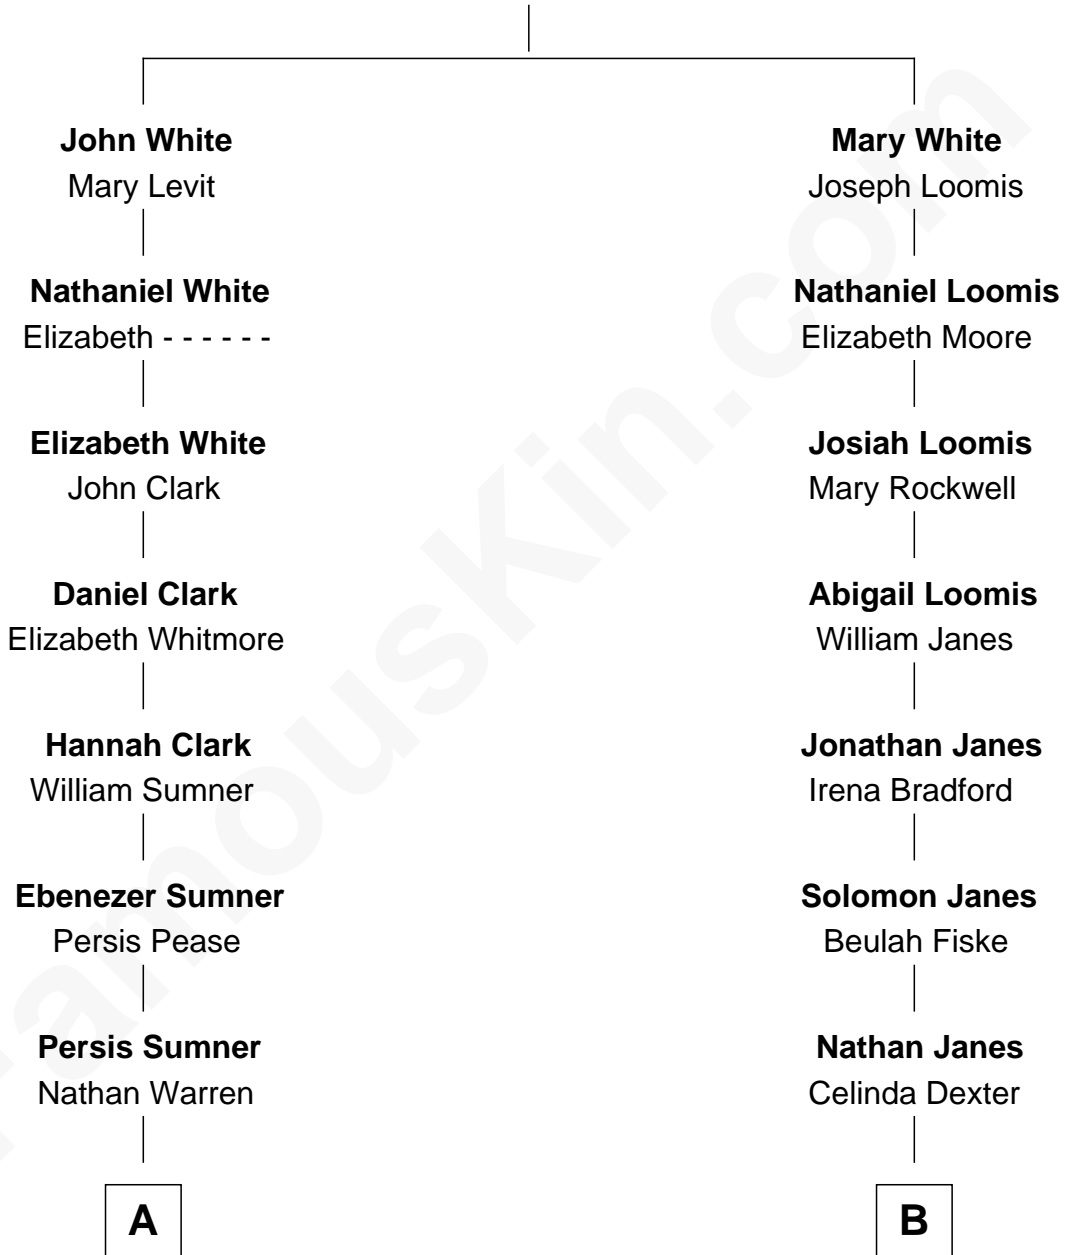 John White
Mary Levit
Nathaniel White
Elizabeth - - - - - -
Elizabeth White
John Clark
Daniel Clark
Elizabeth Whitmore
Hannah Clark
William Sumner
Ebenezer Sumner
Persis Pease
Persis Sumner
Nathan Warren
A
Mary White
Joseph Loomis
Nathaniel Loomis
Elizabeth Moore
Josiah Loomis
Mary Rockwell
Abigail Loomis
William Janes
Jonathan Janes
Irena Bradford
Solomon Janes
Beulah Fiske
Nathan Janes
Celinda Dexter
B
FamousKin.com